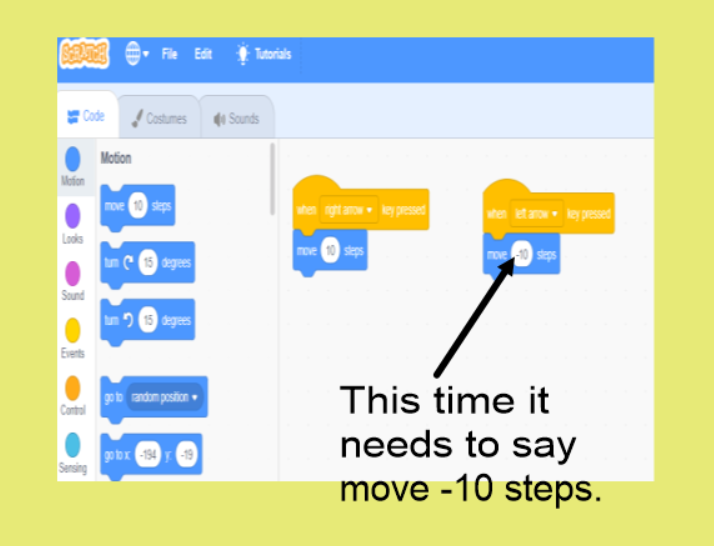 SCRATCH File Edit Tutorials
Code Costumes Sounds
Motion
Looks
Sound
Events
Control
Sensing
Motion
move 10 steps
turn 15 degrees
turn 15 degrees
go to random position
go to x: -194 y: -19
when right arrow key pressed
move 10 steps
when left arrow key pressed
move -10 steps
This time it
needs to say
move -10 steps.